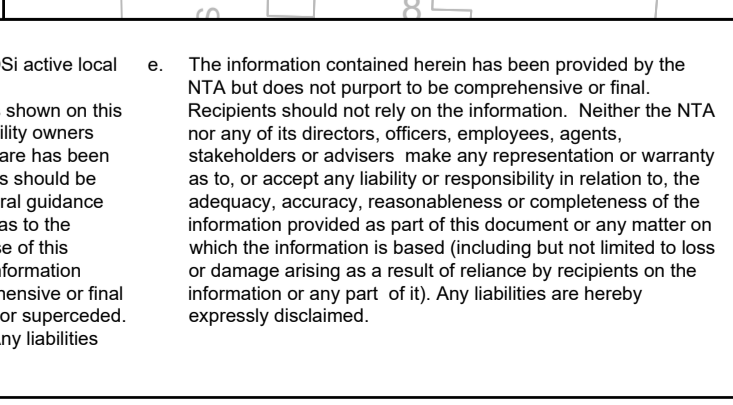 Si active local
shown on this
ility owners
are has been
s should be
ral guidance
as to the
se of this
formation
hensive or final
or superceded.
ny liabilities
e. The information contained herein has been provided by the
NTA but does not purport to be comprehensive or final.
Recipients should not rely on the information. Neither the NTA
nor any of its directors, officers, employees, agents,
stakeholders or advisers make any representation or warranty
as to, or accept any liability or responsibility in relation to, the
adequacy, accuracy, reasonableness or completeness of the
information provided as part of this document or any matter on
which the information is based (including but not limited to loss
or damage arising as a result of reliance by recipients on the
information or any part of it). Any liabilities are hereby
expressly disclaimed.